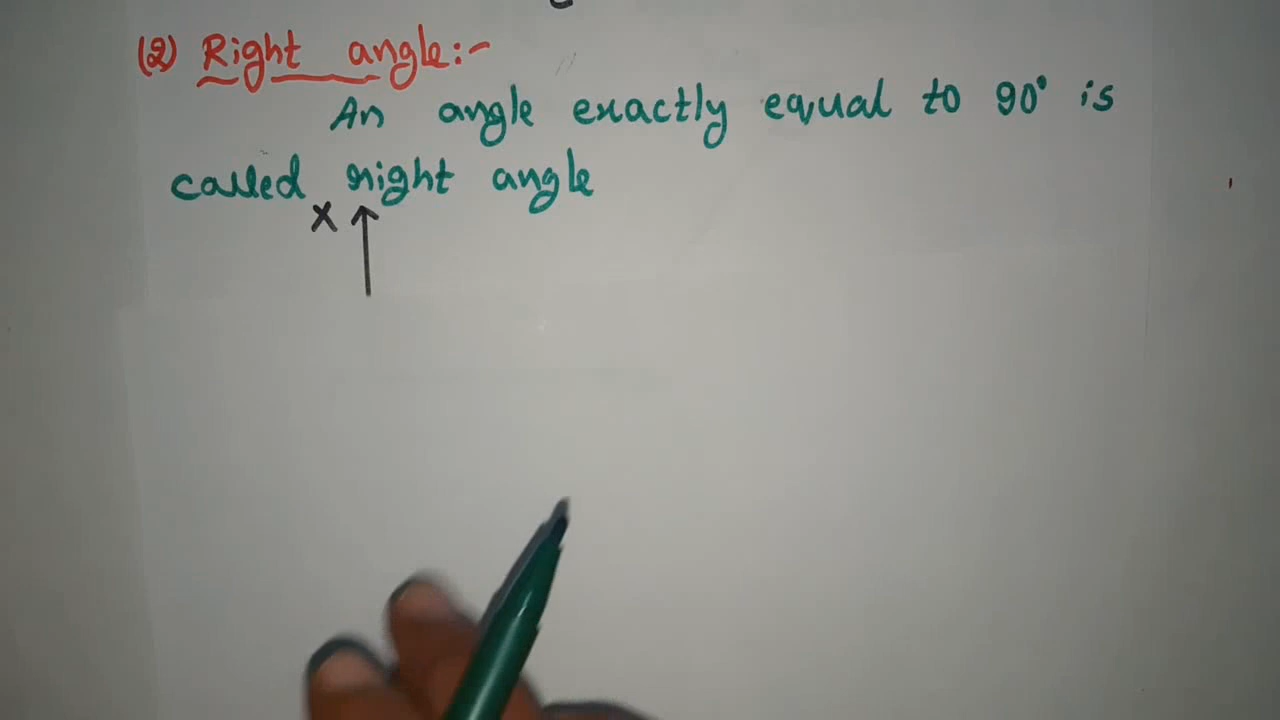 (2) Right angle:-
An angle exactly equal to 90° is
called right angle
X